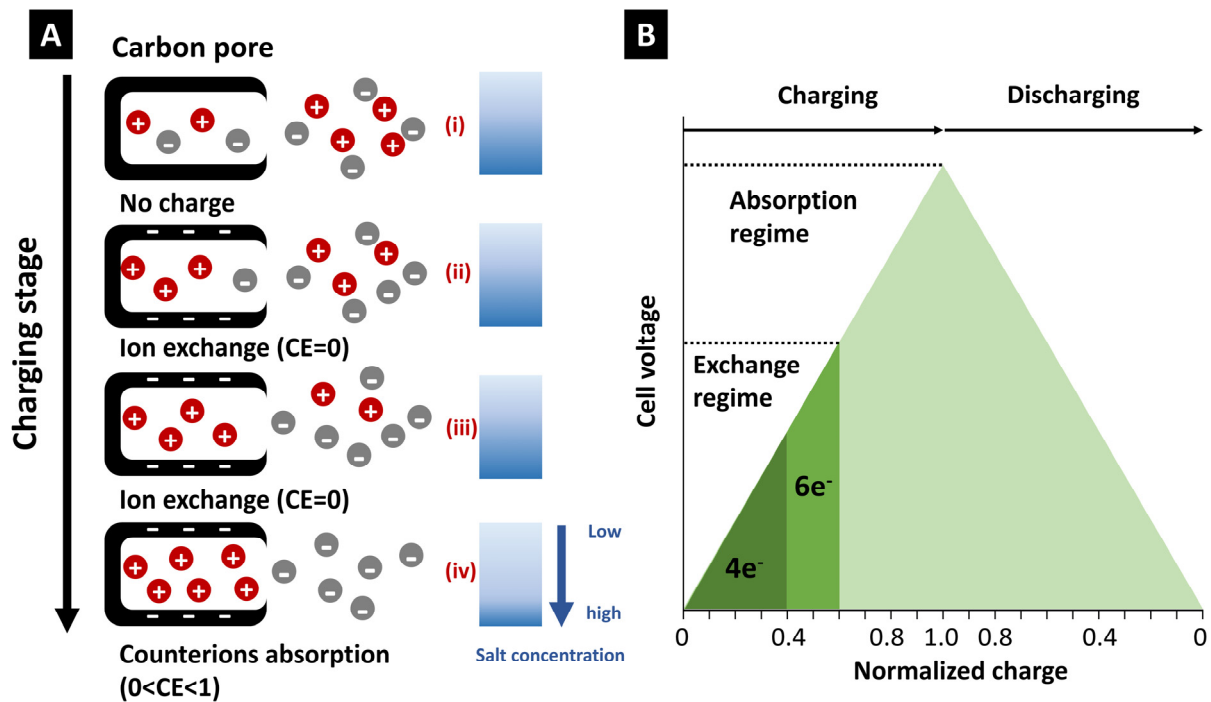 A
Carbon pore
Charging stage
+ + - -
+ + + + - - - -
(i)
No charge
- - - - - -
+ + + -
+ + + - - - - - -
(ii)
Ion exchange (CE=0)
- - - - - -
+ + + +
+ + - - - - - - -
(iii)
Ion exchange (CE=0)
- - - - - -
+ + + + + + +
- - - - - -
(iv)
Low
high
Counterions absorption
(0<CE<1)
Salt concentration
B
Charging
Discharging
Absorption
regime
Exchange
regime
Cell voltage
6e-
4e-
0 0.4 0.8 1.0 0.8 0.4 0
Normalized charge